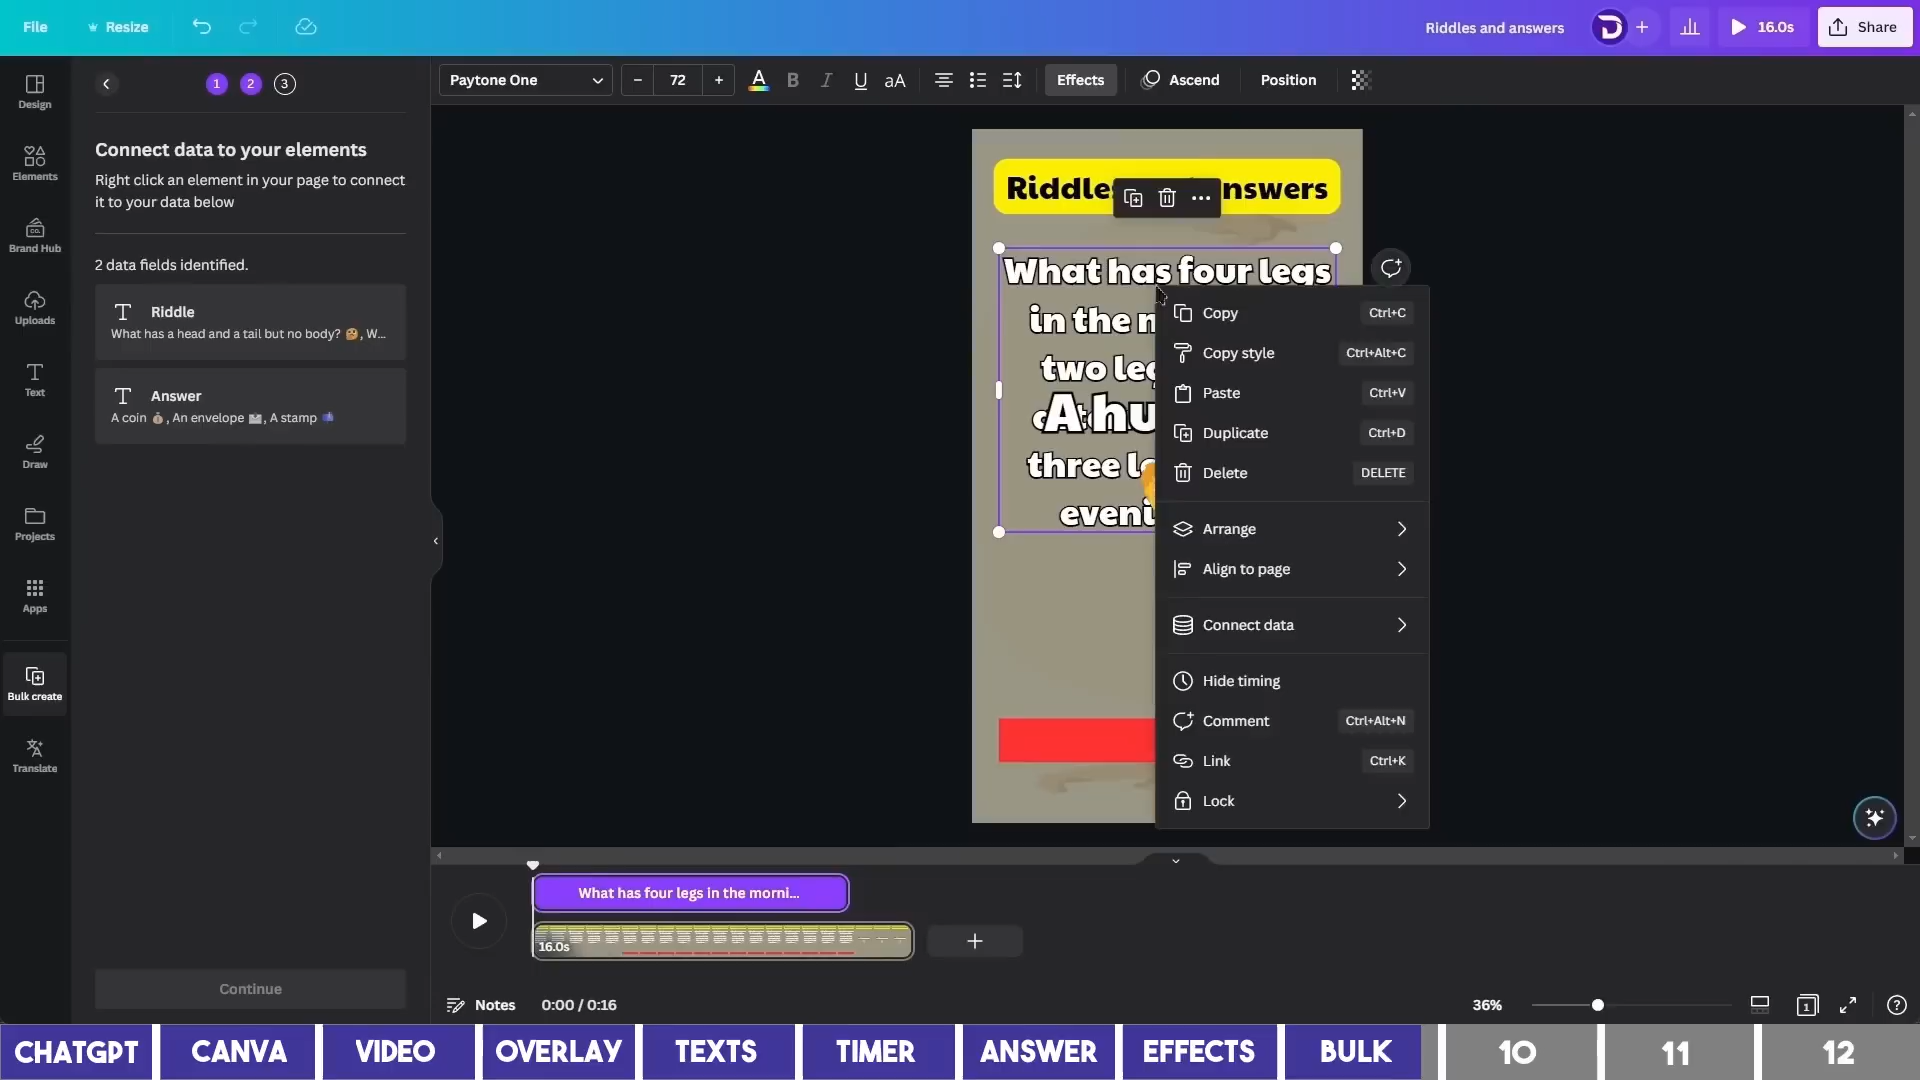 File
Resize
Riddles and answers
16.0s
Share
Paytone One
72
Effects
Ascend
Position
Design
Elements
Brand Hub
Uploads
Text
Draw
Projects
Apps
Bulk create
Translate
1 2 3
Connect data to your elements
Right click an element in your page to connect
it to your data below
2 data fields identified.
Riddle
What has a head and a tail but no body? 🤔, W...
Answer
A coin 💰, An envelope 📨, A stamp 📫
Continue
What has four legs
in the
two
A hu
three
Copy Ctrl+C
Copy style Ctrl+Alt+C
Paste Ctrl+V
Duplicate Ctrl+D
Delete DELETE
Arrange
Align to page
Connect data
Hide timing
Comment Ctrl+Alt+N
Link Ctrl+K
Lock
What has four legs in the morni...
16.0s
Notes
0:00 / 0:16
36%
1
CHATGPT
CANVA
VIDEO
OVERLAY
TEXTS
TIMER
ANSWER
EFFECTS
BULK
10
11
12